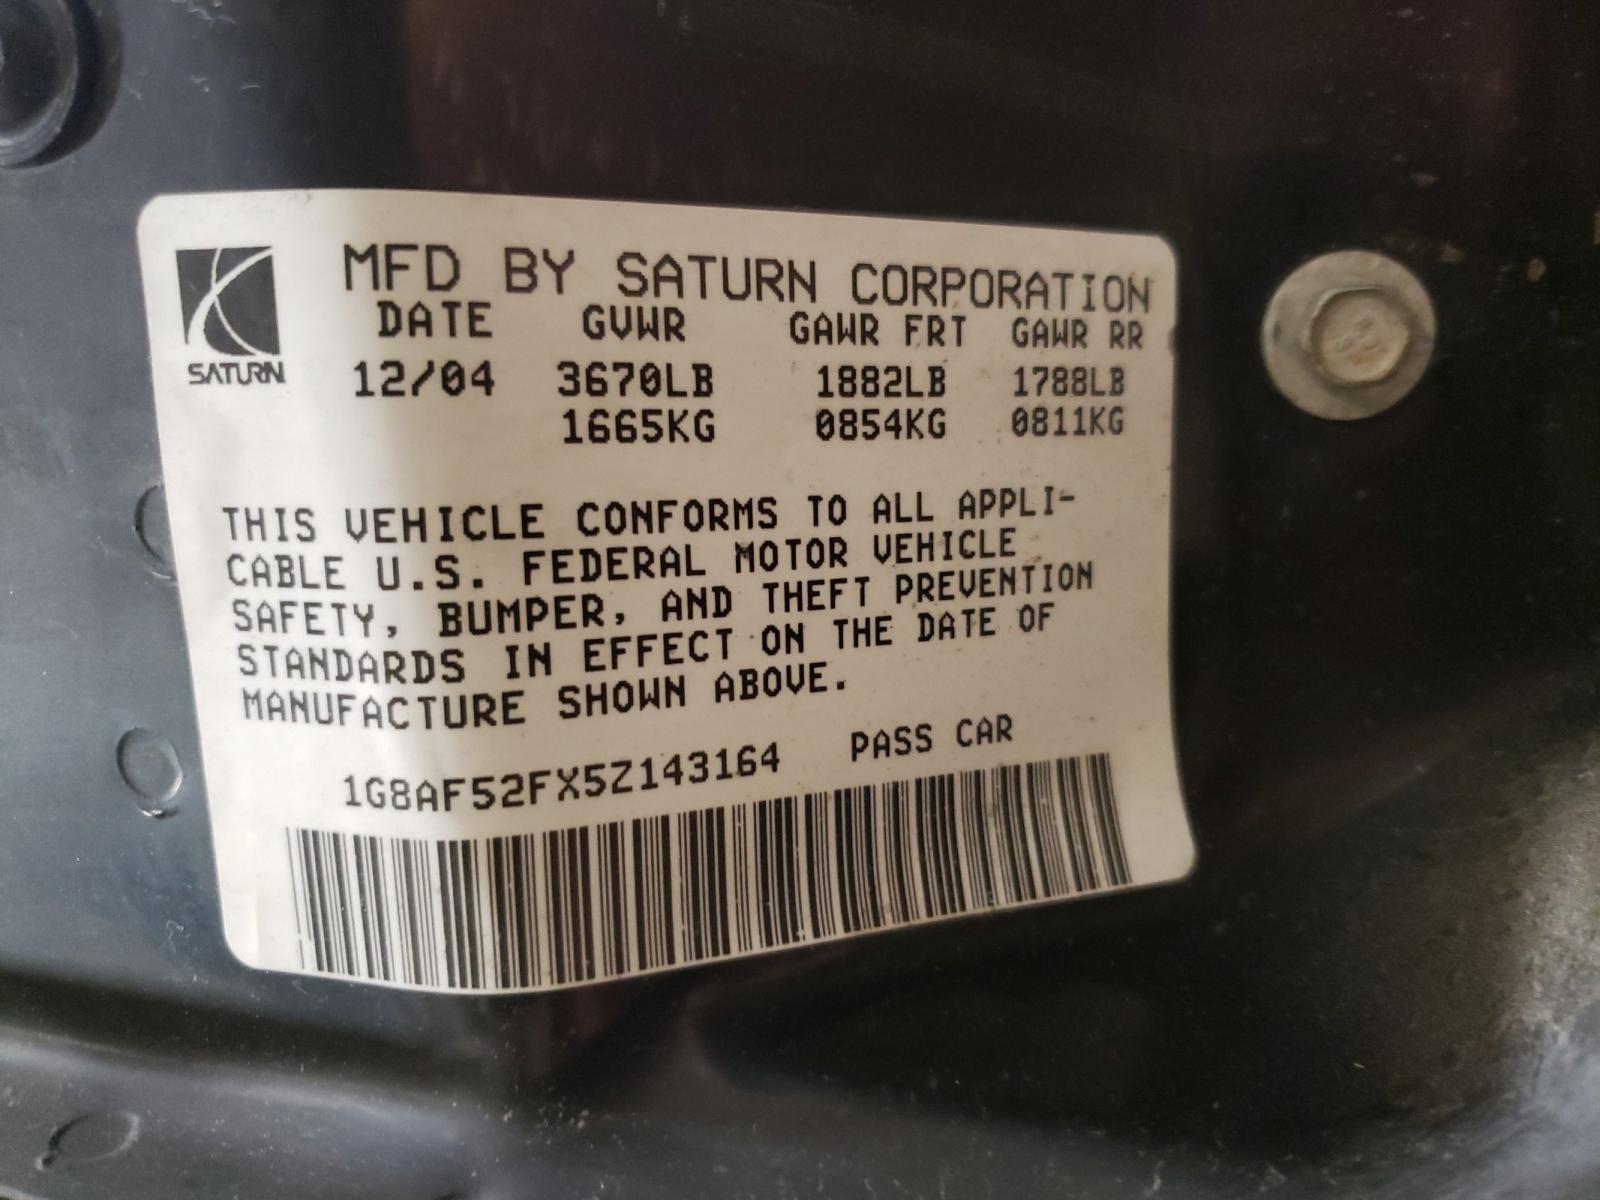 MFD BY SATURN CORPORATION
DATE GVWR GAWR FRT GAWR RR
SATURN 12/04 3670LB 1882LB 1788LB
1665KG 0854KG 0811KG
THIS VEHICLE CONFORMS TO ALL APPLI-
CABLE U.S. FEDERAL MOTOR VEHICLE
SAFETY, BUMPER, AND THEFT PREVENTION
STANDARDS IN EFFECT ON THE DATE OF
MANUFACTURE SHOWN ABOVE.
1G8AF52FX5Z143164 PASS CAR